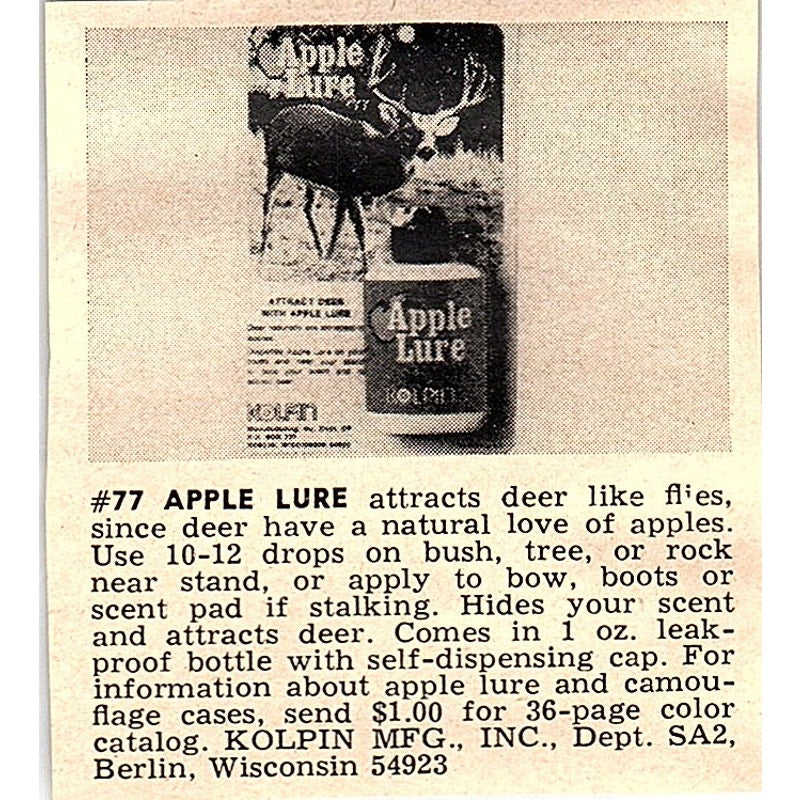 Apple
Lure
#77
ATTRACT DEER
WITH APPLE LURE
Apple
Lure
KOLPIN
KOLPIN
#77 APPLE LURE attracts deer like flies,
since deer have a natural love of apples.
Use 10-12 drops on bush, tree, or rock
near stand, or apply to bow, boots or
scent pad if stalking. Hides your scent
and attracts deer. Comes in 1 oz. leak-
proof bottle with self-dispensing cap. For
information about apple lure and camou-
flage cases, send $1.00 for 36-page color
catalog. KOLPIN MFG., INC., Dept. SA2,
Berlin, Wisconsin 54923